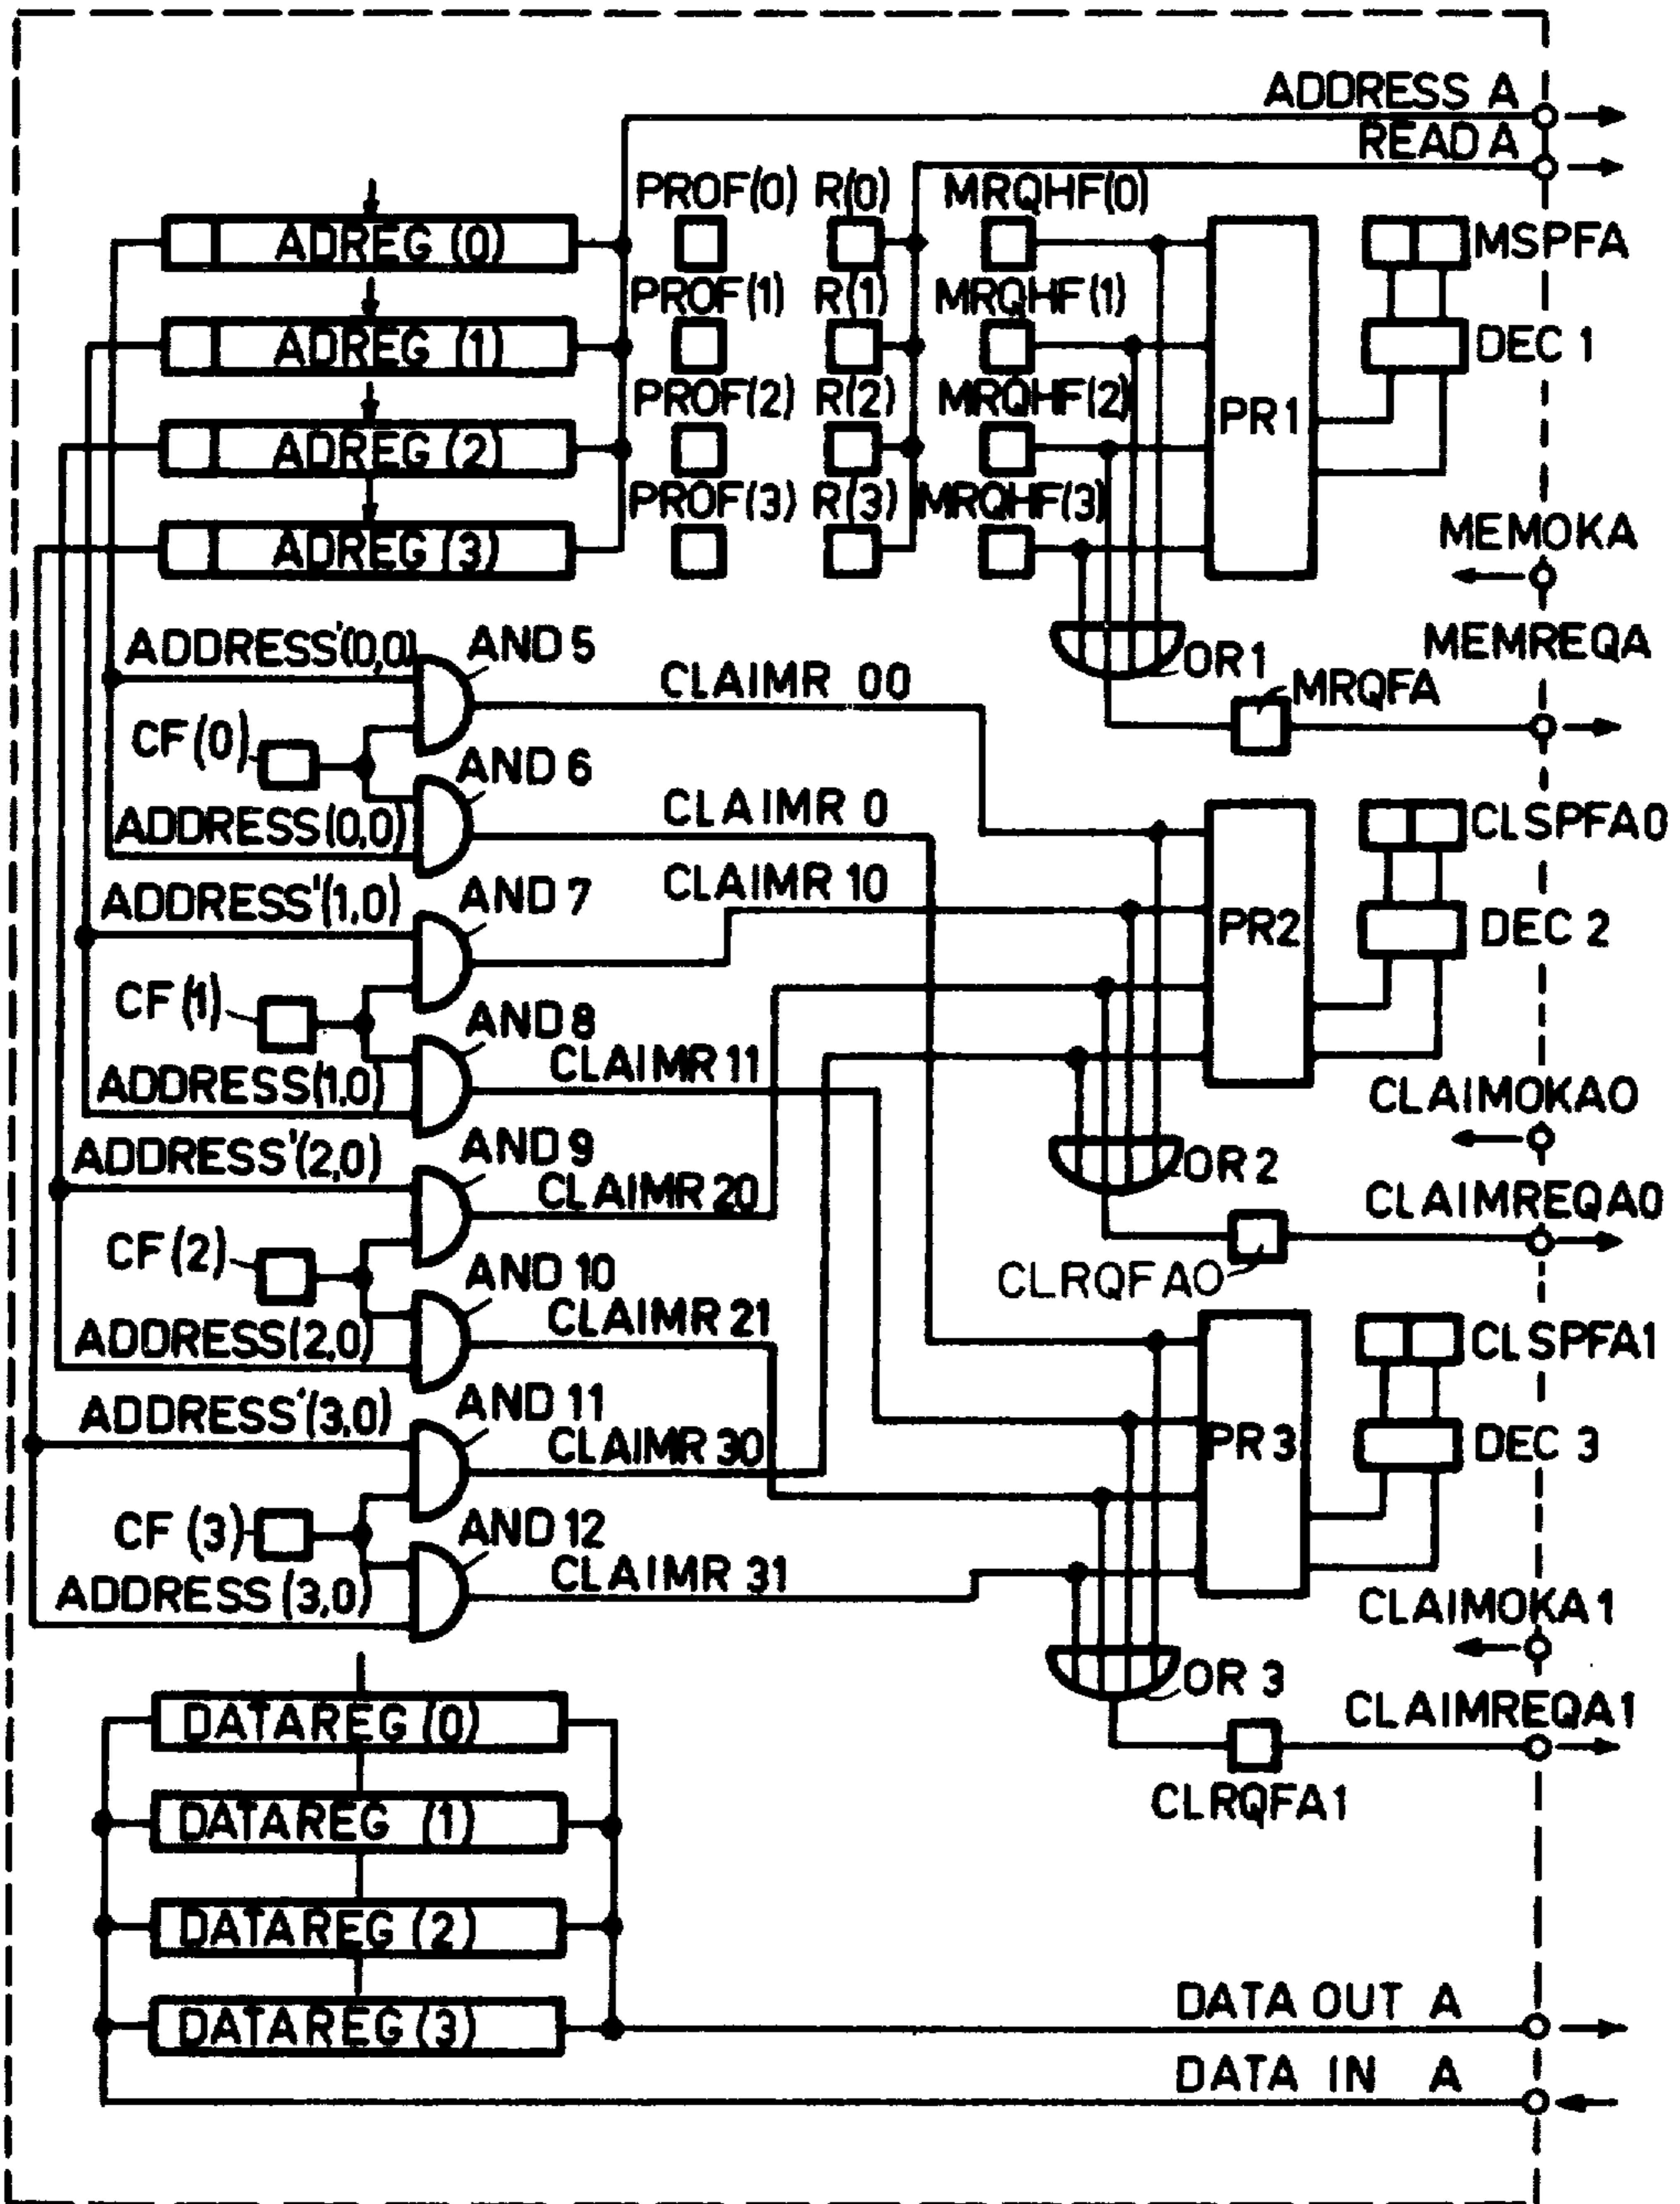 ADDRESS A
READ A
PROF(0) R(0) MRQHF(0)
ADREG (0)
MSPFA
PROF(1) R(1) MRQHF(1)
ADREG (1)
DEC 1
PROF(2) R(2) MRQHF(2)
PR1
ADREG (2)
PROF(3) R(3) MRQHF(3)
MEMOKA
ADREG (3)
ADDRESS'(0,0)
AND 5
OR1
MEMREQA
CLAIMR 00
MRQFA
CF(0)
AND 6
ADDRESS(0,0)
CLAIMR 0
CLSPFA0
ADDRESS'(1,0)
AND 7
CLAIMR 10
PR2
DEC 2
CF(1)
AND 8
CLAIMR 11
ADDRESS(1,0)
CLAIMOKA0
ADDRESS'(2,0)
AND 9
OR 2
CLAIMR 20
CLAIMREQA0
CF(2)
AND 10
CLRQFA0
CLAIMR 21
ADDRESS(2,0)
CLSPFA1
ADDRESS'(3,0)
AND 11
CLAIMR 30
PR3
DEC 3
CF(3)
AND 12
CLAIMR 31
ADDRESS (3,0)
CLAIMOKA1
OR 3
DATAREG (0)
CLAIMREQA1
CLRQFA1
DATAREG (1)
DATAREG (2)
DATAREG (3)
DATA OUT A
DATA IN A